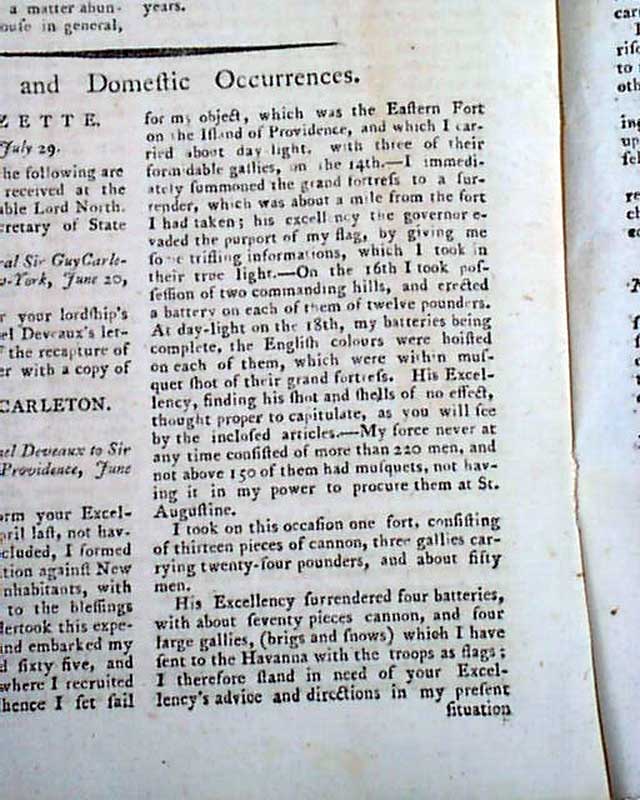 a matter abun-
ouſe in general,
years.
and Domeſtic Occurrences.
ZETTE.
July 29.
he following are
received at the
able Lord North.
cretary of State
ral Sir GuyCarle-
w-York, June 20,
r your lordſhip's
el Deveaux's let-
f the recapture of
er with a copy of
CARLETON.
nel Deveaux to Sir
Providence, June
orm your Excel-
pril laſt, not hav-
cluded, I formed
tion againſt New
nhabitants, with
to the bleſſings
dertook this expe-
and embarked my
d ſixty five, and
where I recruited
hence I ſet ſail
for my object, which was the Eaſtern Fort
on the Iſland of Providence, and which I car-
ried about day light, with three of their
formidable gallies, on the 14th.—I immedi-
ately ſummoned the grand fortreſs to a ſur-
render, which was about a mile from the fort
I had taken; his excellency the governor e-
vaded the purport of my flag, by giving me
ſome trifling informations, which I took in
their true light.—On the 16th I took poſ-
ſeſſion of two commanding hills, and erected
a battery on each of them of twelve pounders.
At day-light on the 18th, my batteries being
complete, the Engliſh colours were hoiſted
on each of them, which were within muſ-
quet ſhot of their grand fortreſs. His Excel-
lency, finding his ſhot and ſhells of no effect,
thought proper to capitulate, as you will ſee
by the incloſed articles.—My force never at
any time conſiſted of more than 220 men, and
not above 150 of them had muſquets, not hav-
ing it in my power to procure them at St.
Auguſtine.
I took on this occaſion one fort, conſiſting
of thirteen pieces of cannon, three gallies car-
rying twenty-four pounders, and about fifty
men.
His Excellency ſurrendered four batteries,
with about ſeventy pieces cannon, and four
large gallies, (brigs and ſnows) which I have
ſent to the Havanna with the troops as flags;
I therefore ſtand in need of your Excel-
lency's advice and directions in my preſent
ſituation